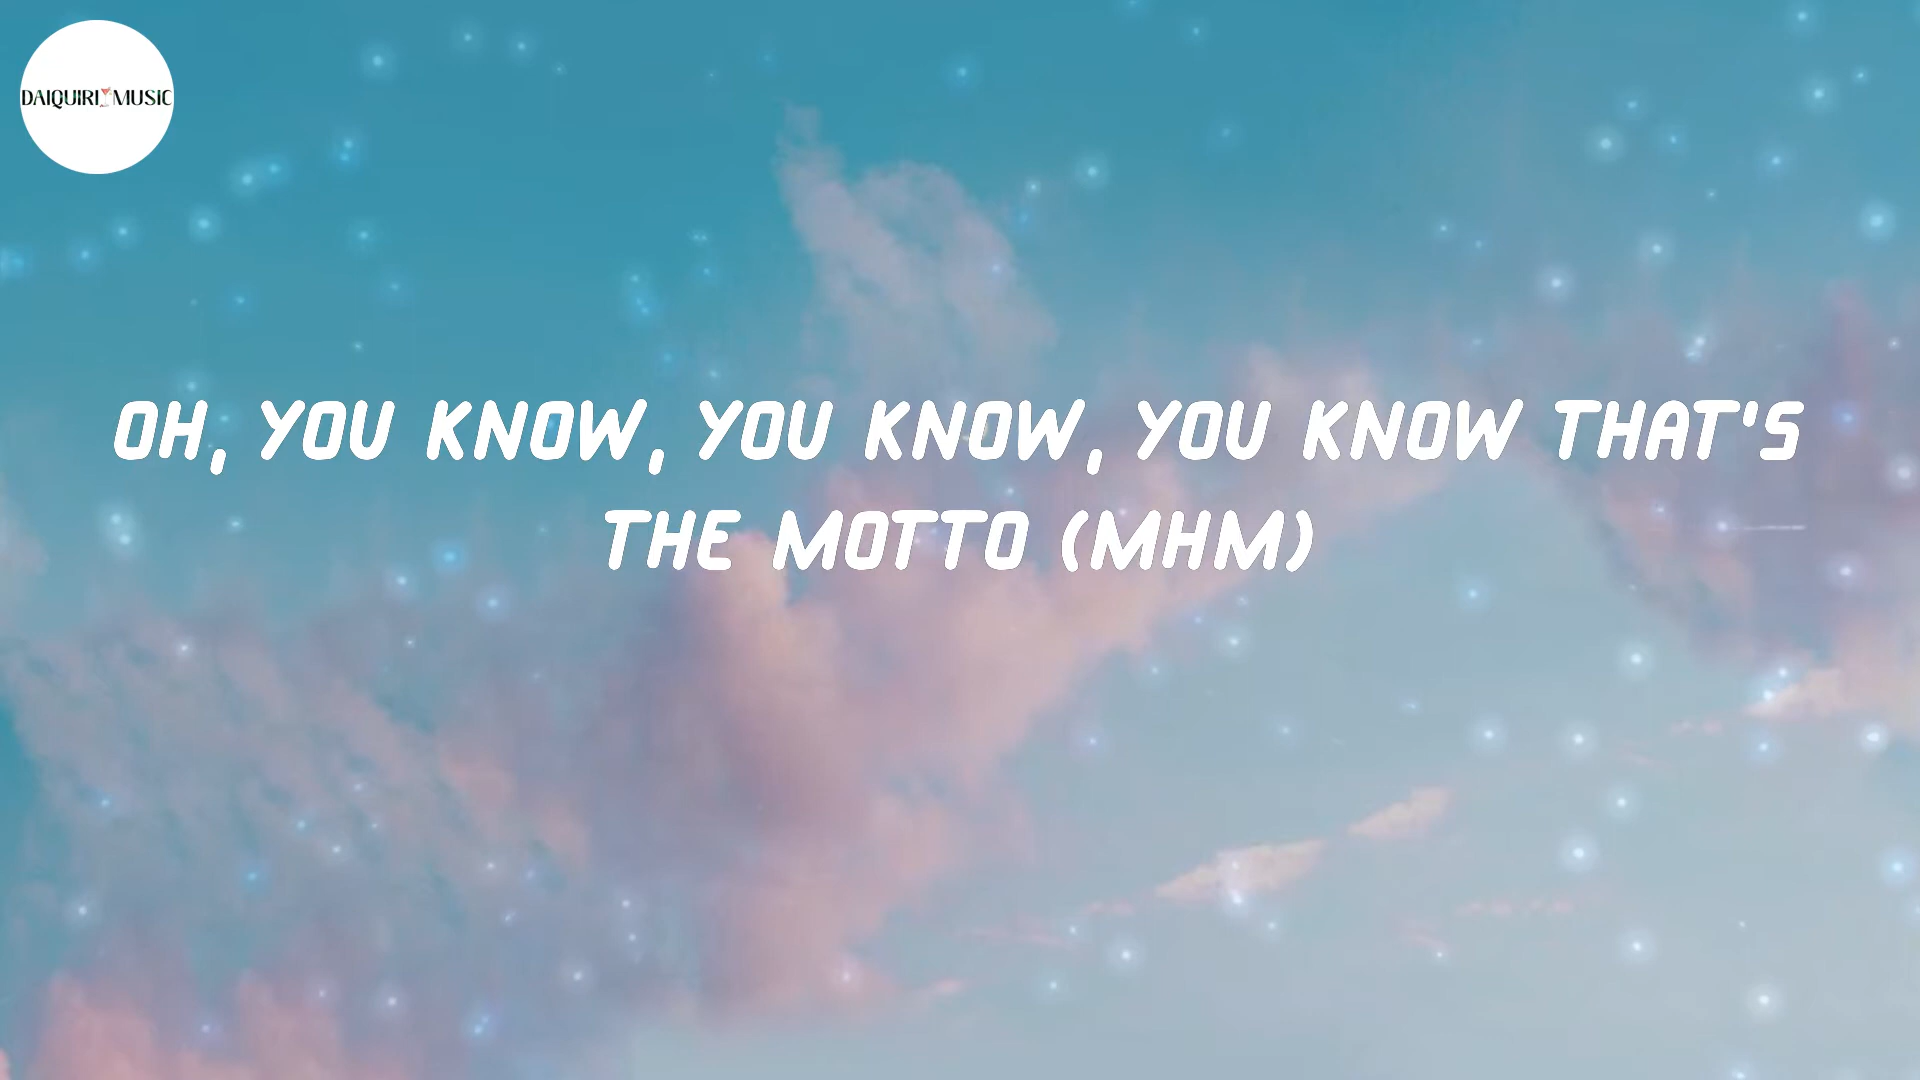 DAIQUIRI MUSIC
OH, YOU KNOW, YOU KNOW, YOU KNOW THAT'S
THE MOTTO (MHM)